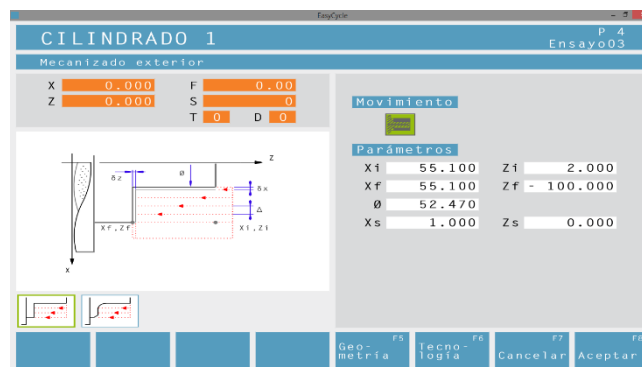 EasyCycle
CILINDRADO 1
P 4
Ensayo03
Mecanizado exterior
X 0.000 F 0.00
Z 0.000 S 0
T 0 D 0
Movimiento
Parámetros
Xi 55.100 Zi 2.000
Xf 55.100 Zf - 100.000
Ø 52.470
Xs 1.000 Zs 0.000
Z
δz
Ø
δx
Δ
Xf,Zf
Xi,Zi
X
F5
Geo-
metría
F6
Tecno-
logía
F7
Cancelar
F8
Aceptar